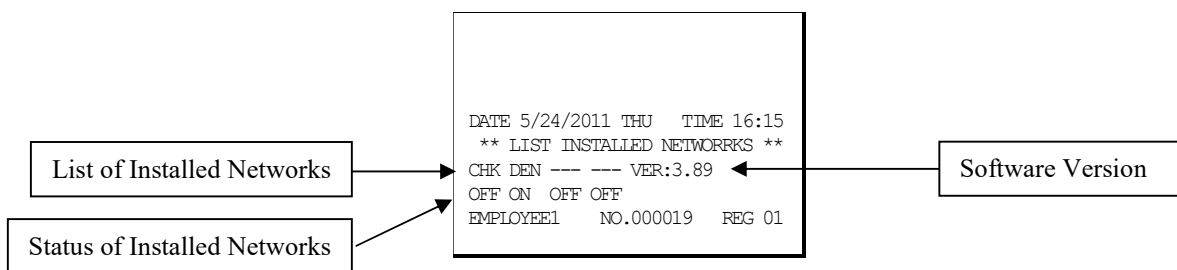 DATE 5/24/2011 THU TIME 16:15
** LIST INSTALLED NETWORRKS **
List of Installed Networks
CHK DEN --- --- VER:3.89
Software Version
OFF ON OFF OFF
EMPLOYEE1 NO.000019 REG 01
Status of Installed Networks